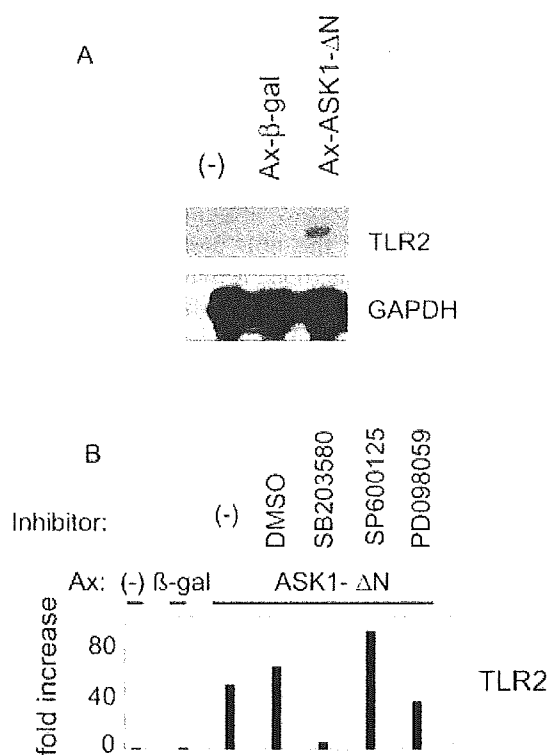 A
(-)
Ax-β-gal
Ax-ASK1-ΔN
TLR2
GAPDH
B
Inhibitor:
(-)
DMSO
SB203580
SP600125
PD098059
Ax: (-) ß-gal ASK1- ΔN
fold increase
80
40
0
TLR2